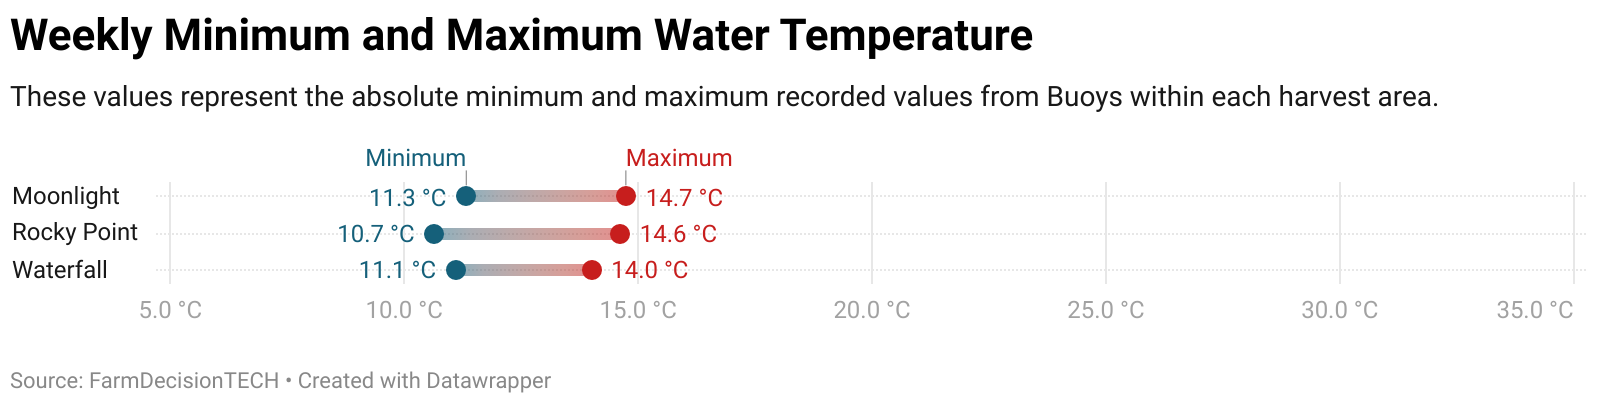 Weekly Minimum and Maximum Water Temperature
These values represent the absolute minimum and maximum recorded values from Buoys within each harvest area.
Minimum Maximum
Moonlight 11.3 °C 14.7 °C
Rocky Point 10.7 °C 14.6 °C
Waterfall 11.1 °C 14.0 °C
5.0 °C 10.0 °C 15.0 °C 20.0 °C 25.0 °C 30.0 °C 35.0 °C
Source: FarmDecisionTECH • Created with Datawrapper